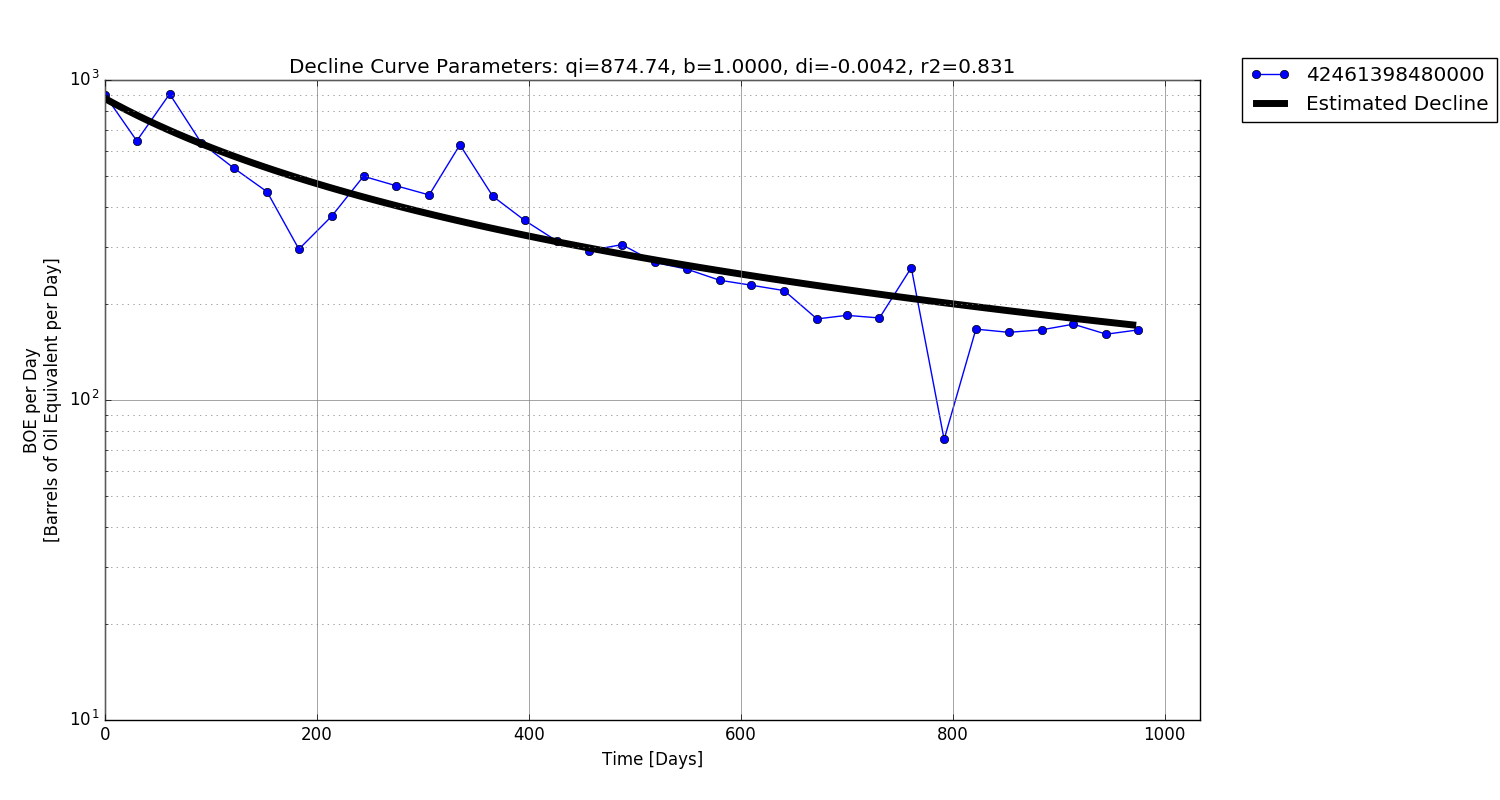 Decline Curve Parameters: qi=874.74, b=1.0000, di=-0.0042, r2=0.831
42461398480000
Estimated Decline
10³
10²
10¹
BOE per Day
[Barrels of Oil Equivalent per Day]
0 200 400 600 800 1000
Time [Days]